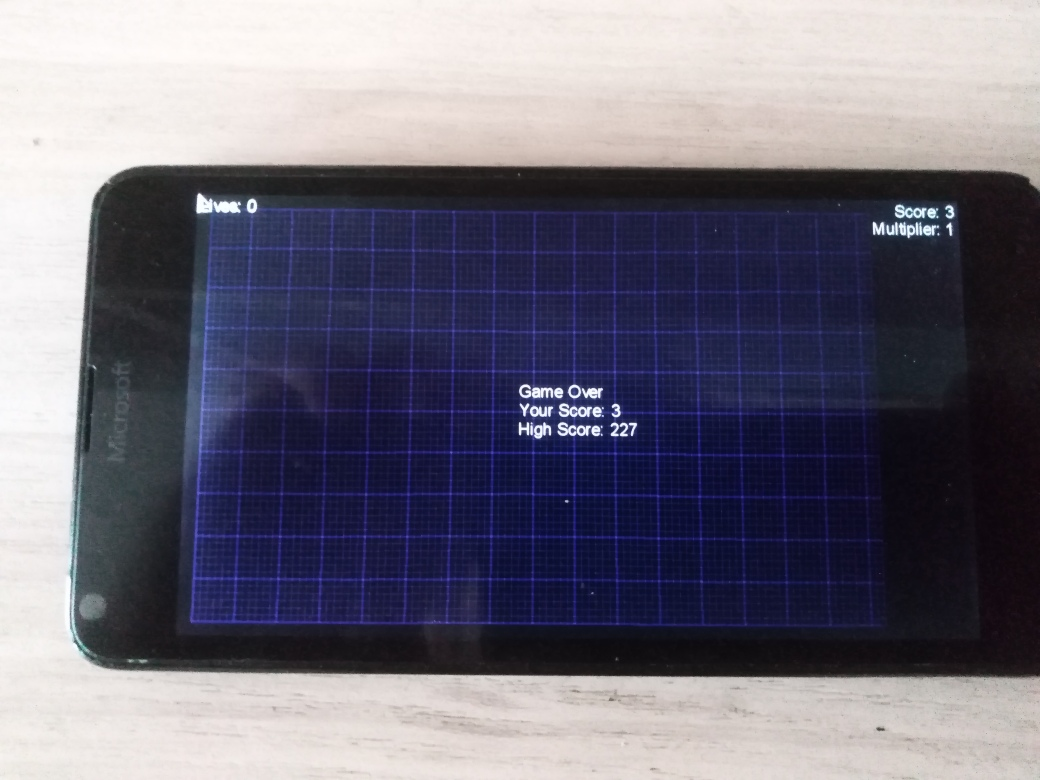 Lives: 0
Score: 3
Multiplier: 1
Game Over
Your Score: 3
High Score: 227
Microsoft